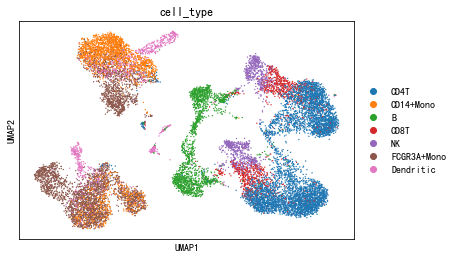 cell_type
UMAP2
UMAP1
CD4T
CD14+Mono
B
CD8T
NK
FCGR3A+Mono
Dendritic